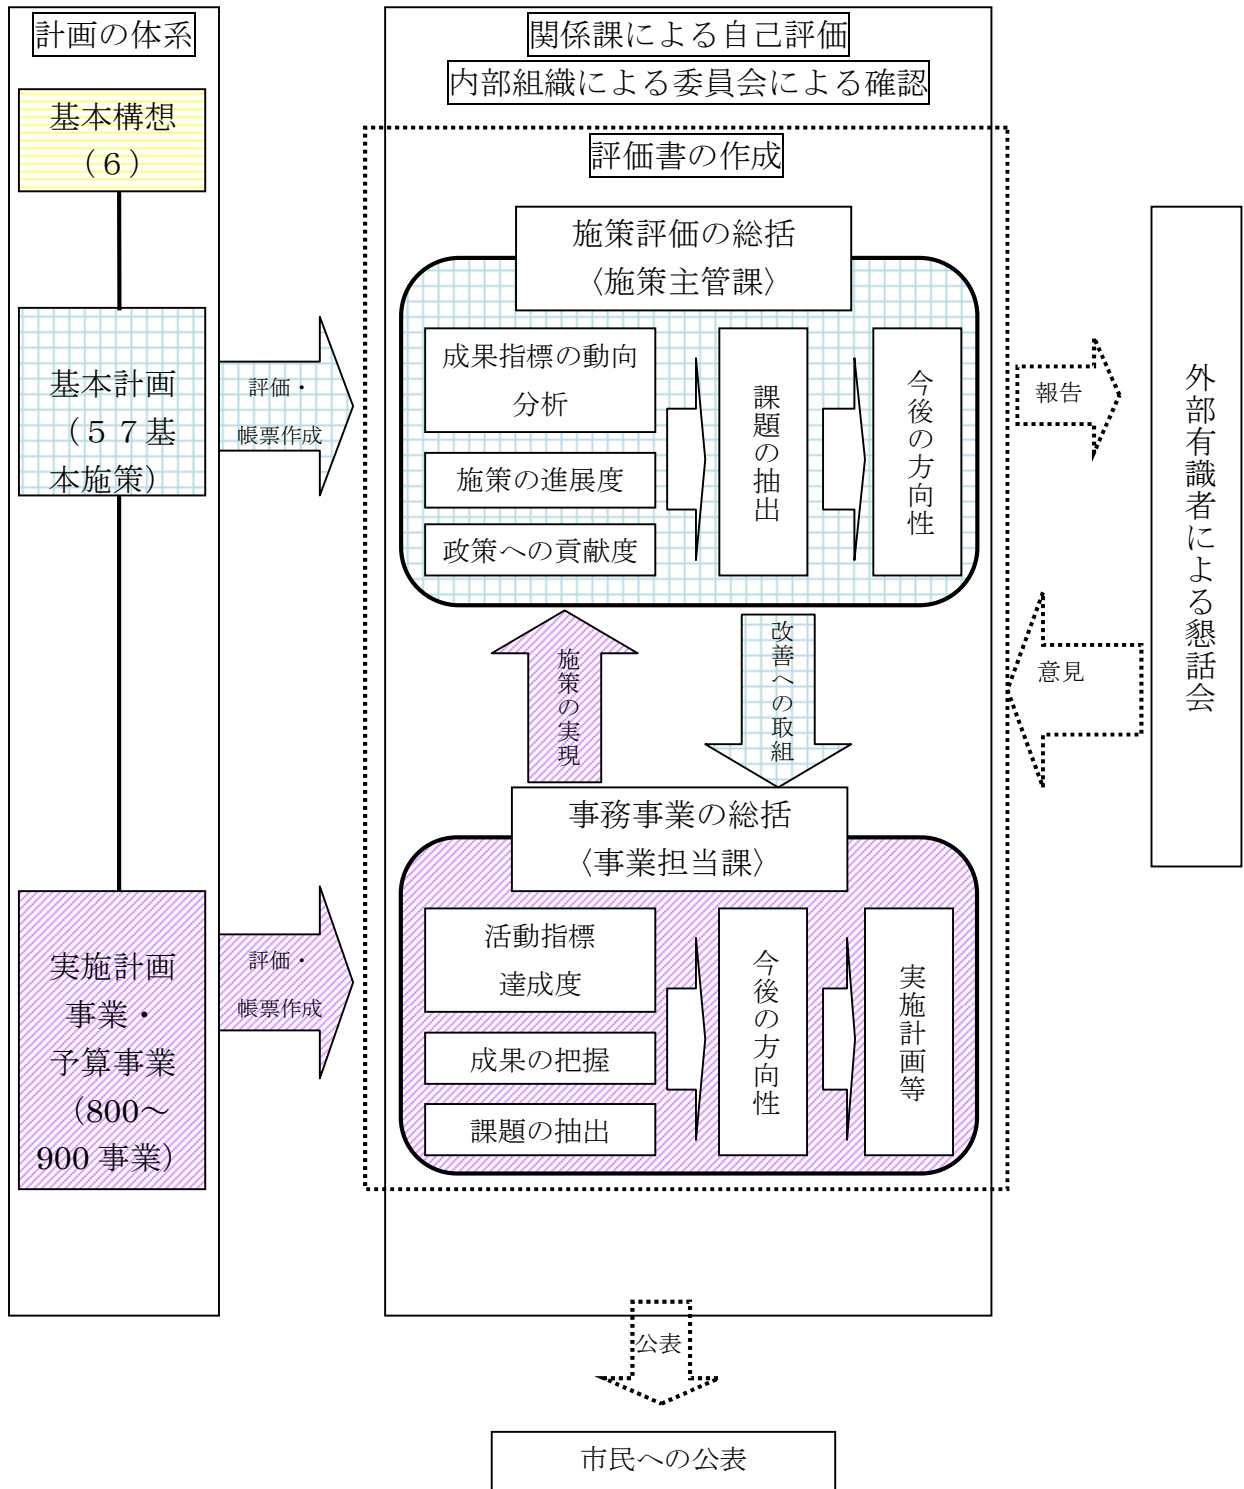 計画の体系
基本構想
（６）
基本計画
（５７基
本施策）
実施計画
事業・
予算事業
（800～
900 事業）
評価・
帳票作成
評価・
帳票作成
関係課による自己評価
内部組織による委員会による確認
評価書の作成
施策評価の総括
〈施策主管課〉
成果指標の動向
分析
施策の進展度
政策への貢献度
課題の抽出
今後の方向性
施策の実現
改善への取組
事務事業の総括
〈事業担当課〉
活動指標
達成度
成果の把握
課題の抽出
今後の方向性
実施計画等
報告
意見
外部有識者による懇話会
公表
市民への公表